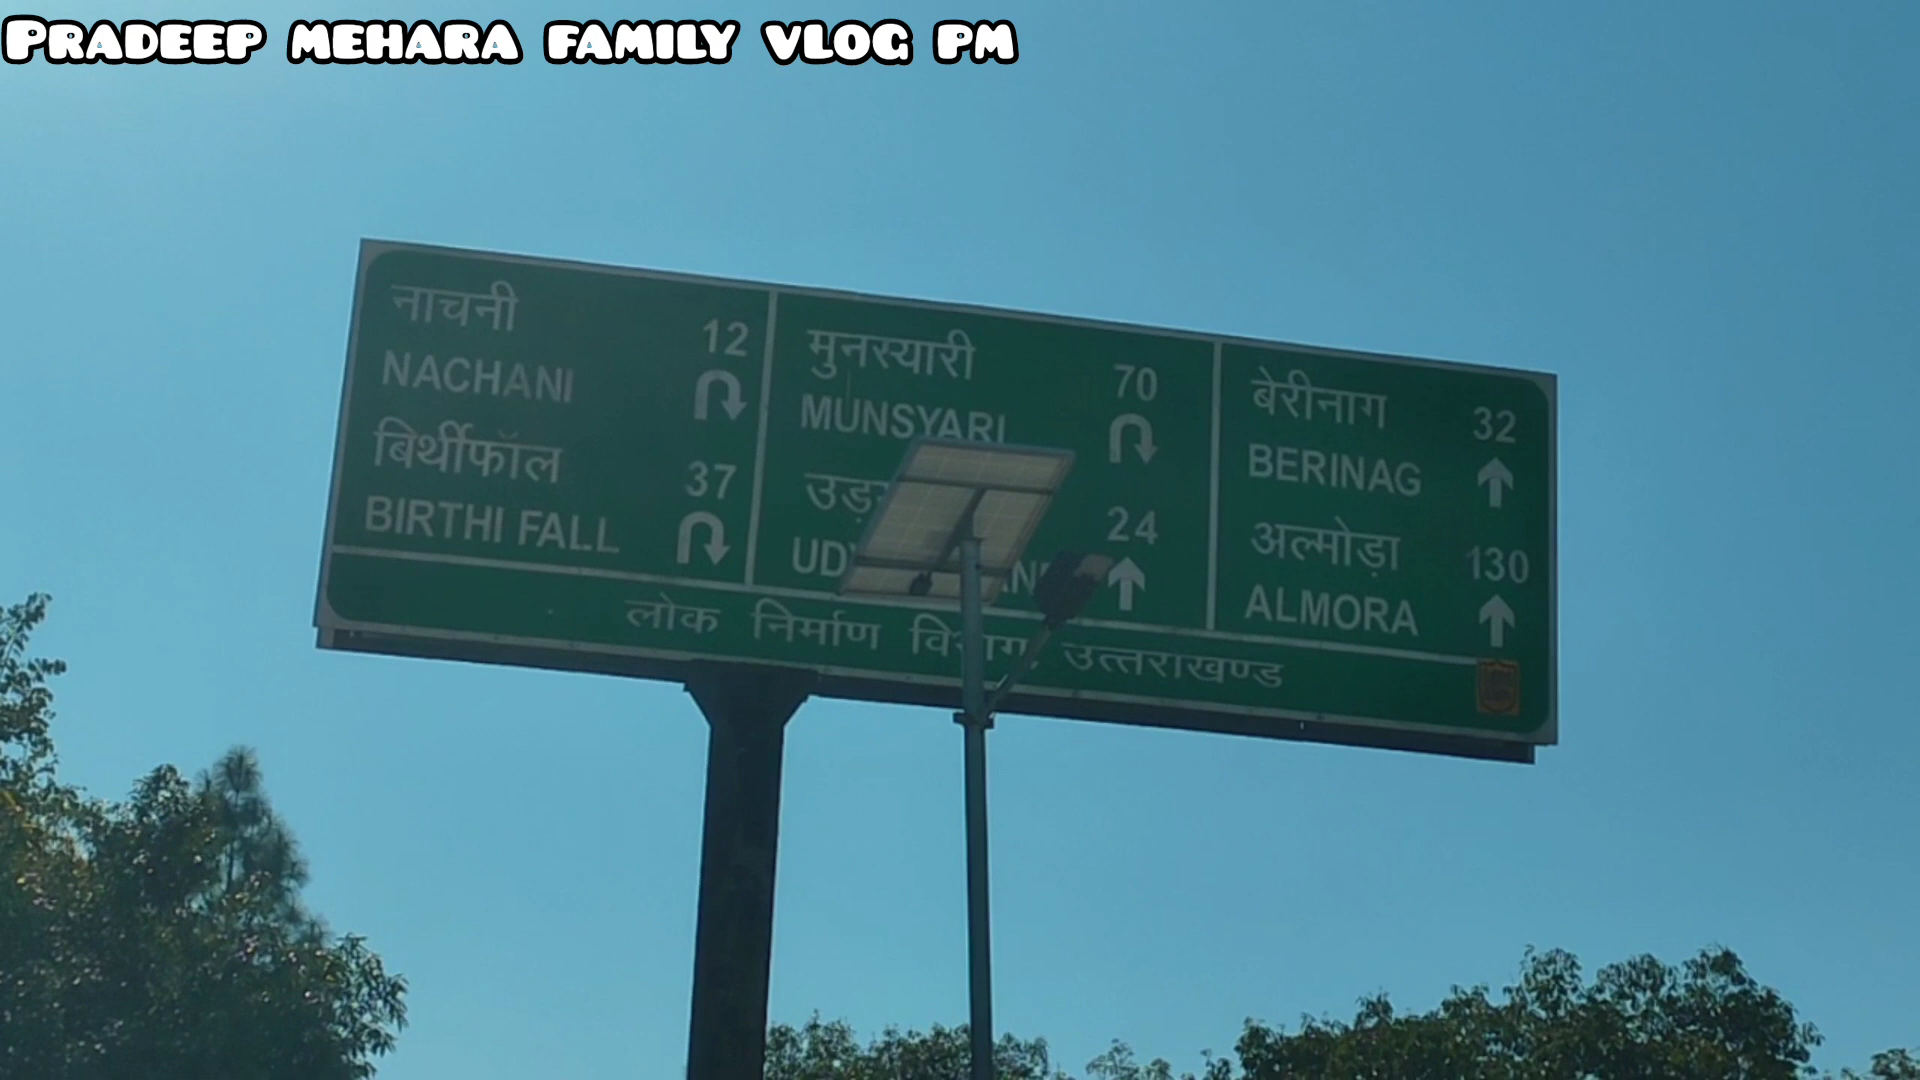 PRADEEP MEHARA FAMILY VLOG PM
नाचनी
12
NACHANI
बिर्थीफॉल
37
BIRTHI FALL
मुनस्यारी
70
MUNSYARI
24
बेरीनाग
32
BERINAG
अल्मोड़ा
130
ALMORA
लोक निर्माण विभाग उत्तराखण्ड